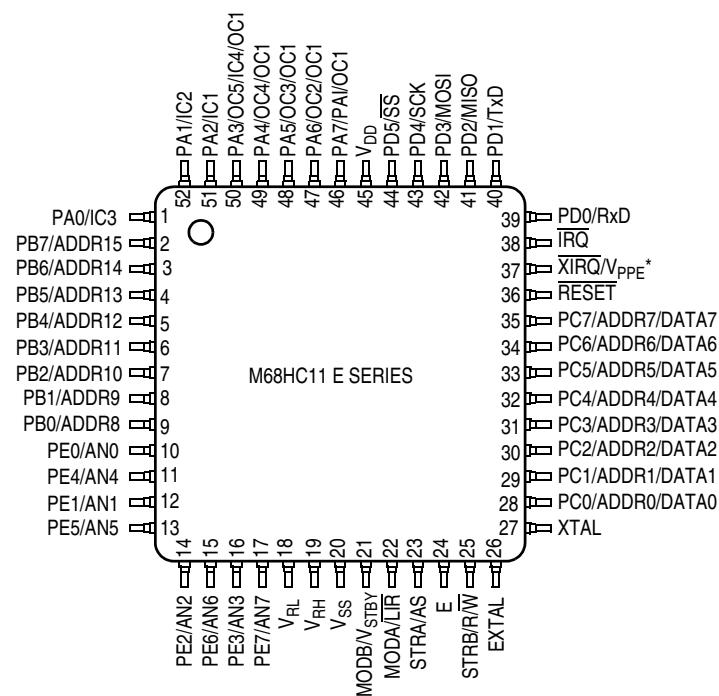 PA1/IC2
PA2/IC1
PA3/OC5/IC4/OC1
PA4/OC4/OC1
PA5/OC3/OC1
PA6/OC2/OC1
PA7/PAI/OC1
VDD
PD5/S̅S̅
PD4/SCK
PD3/MOSI
PD2/MISO
PD1/TxD
52
51
50
49
48
47
46
45
44
43
42
41
40
PA0/IC3 1
PB7/ADDR15 2
PB6/ADDR14 3
PB5/ADDR13 4
PB4/ADDR12 5
PB3/ADDR11 6
PB2/ADDR10 7
PB1/ADDR9 8
PB0/ADDR8 9
PE0/AN0 10
PE4/AN4 11
PE1/AN1 12
PE5/AN5 13
M68HC11 E SERIES
39 PD0/RxD
38 I̅R̅Q̅
37 X̅I̅R̅Q̅/VPPE*
36 R̅E̅S̅E̅T̅
35 PC7/ADDR7/DATA7
34 PC6/ADDR6/DATA6
33 PC5/ADDR5/DATA5
32 PC4/ADDR4/DATA4
31 PC3/ADDR3/DATA3
30 PC2/ADDR2/DATA2
29 PC1/ADDR1/DATA1
28 PC0/ADDR0/DATA0
27 XTAL
14
15
16
17
18
19
20
21
22
23
24
25
26
PE2/AN2
PE6/AN6
PE3/AN3
PE7/AN7
VRL
VRH
VSS
MODB/VSTBY
MODA/L̅I̅R̅
STRA/AS
E
STRB/R/W̅
EXTAL